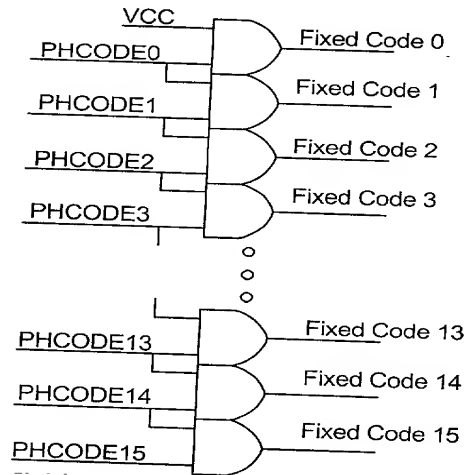 VCC
Fixed Code 0
PHCODE0
Fixed Code 1
PHCODE1
Fixed Code 2
PHCODE2
Fixed Code 3
PHCODE3
Fixed Code 13
PHCODE13
Fixed Code 14
PHCODE14
Fixed Code 15
PHCODE15